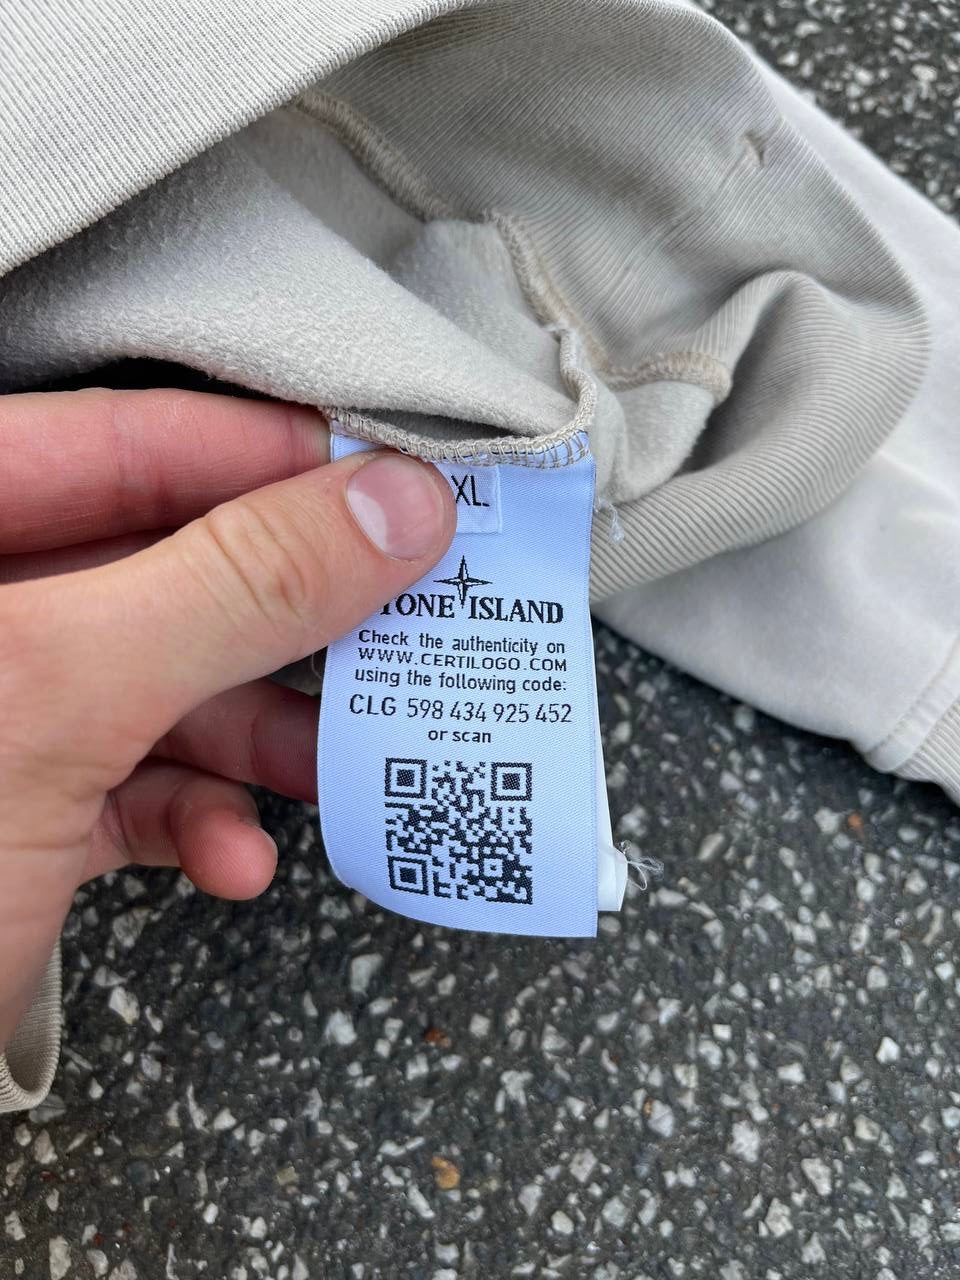 XL
TONE ISLAND
Check the authenticity on
WWW.CERTILOGO.COM
using the following code:
CLG 598 434 925 452
or scan